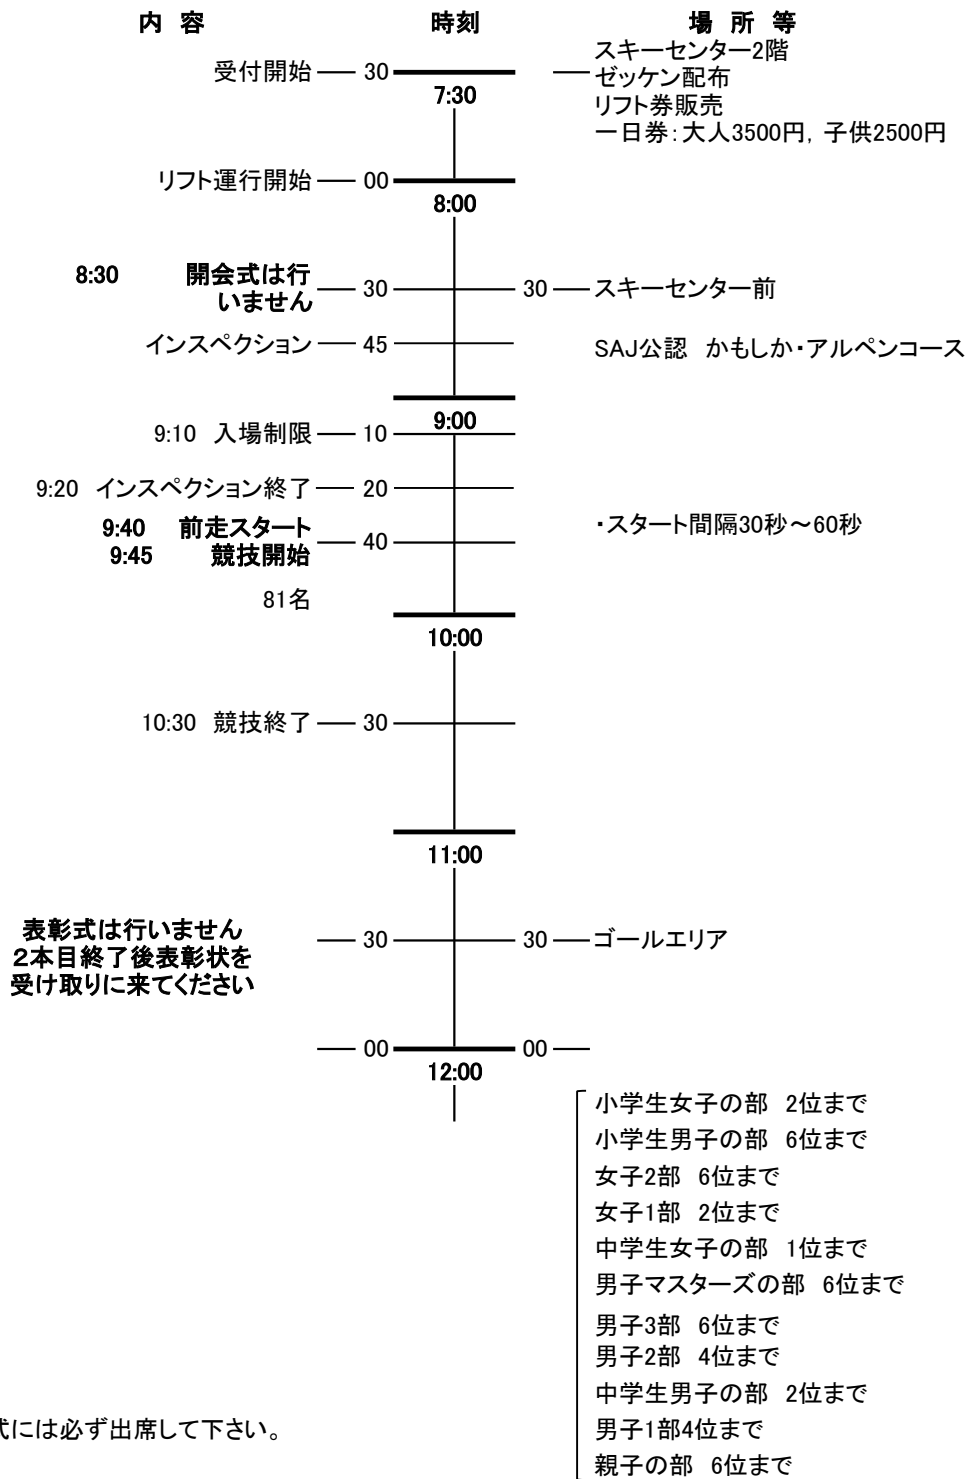 内 容 時刻 場 所 等
スキーセンター2階
受付開始 30 ゼッケン配布
7:30
リフト券販売
一日券：大人3500円，子供2500円
リフト運行開始 00
8:00
8:30 開会式は行
いません
30 30 スキーセンター前
インスペクション 45 SAJ公認 かもしか・アルペンコース
9:00
9:10 入場制限 10
9:20 インスペクション終了 20
9:40 前走スタート
9:45 競技開始
40 ・スタート間隔30秒～60秒
81名
10:00
10:30 競技終了 30
11:00
表彰式は行いません
2本目終了後表彰状を
受け取りに来てください
30 30 ゴールエリア
00 00
12:00
小学生女子の部 2位まで
小学生男子の部 6位まで
女子2部 6位まで
女子1部 2位まで
中学生女子の部 1位まで
男子マスターズの部 6位まで
男子3部 6位まで
男子2部 4位まで
中学生男子の部 2位まで
式には必ず出席して下さい。
男子1部4位まで
親子の部 6位まで